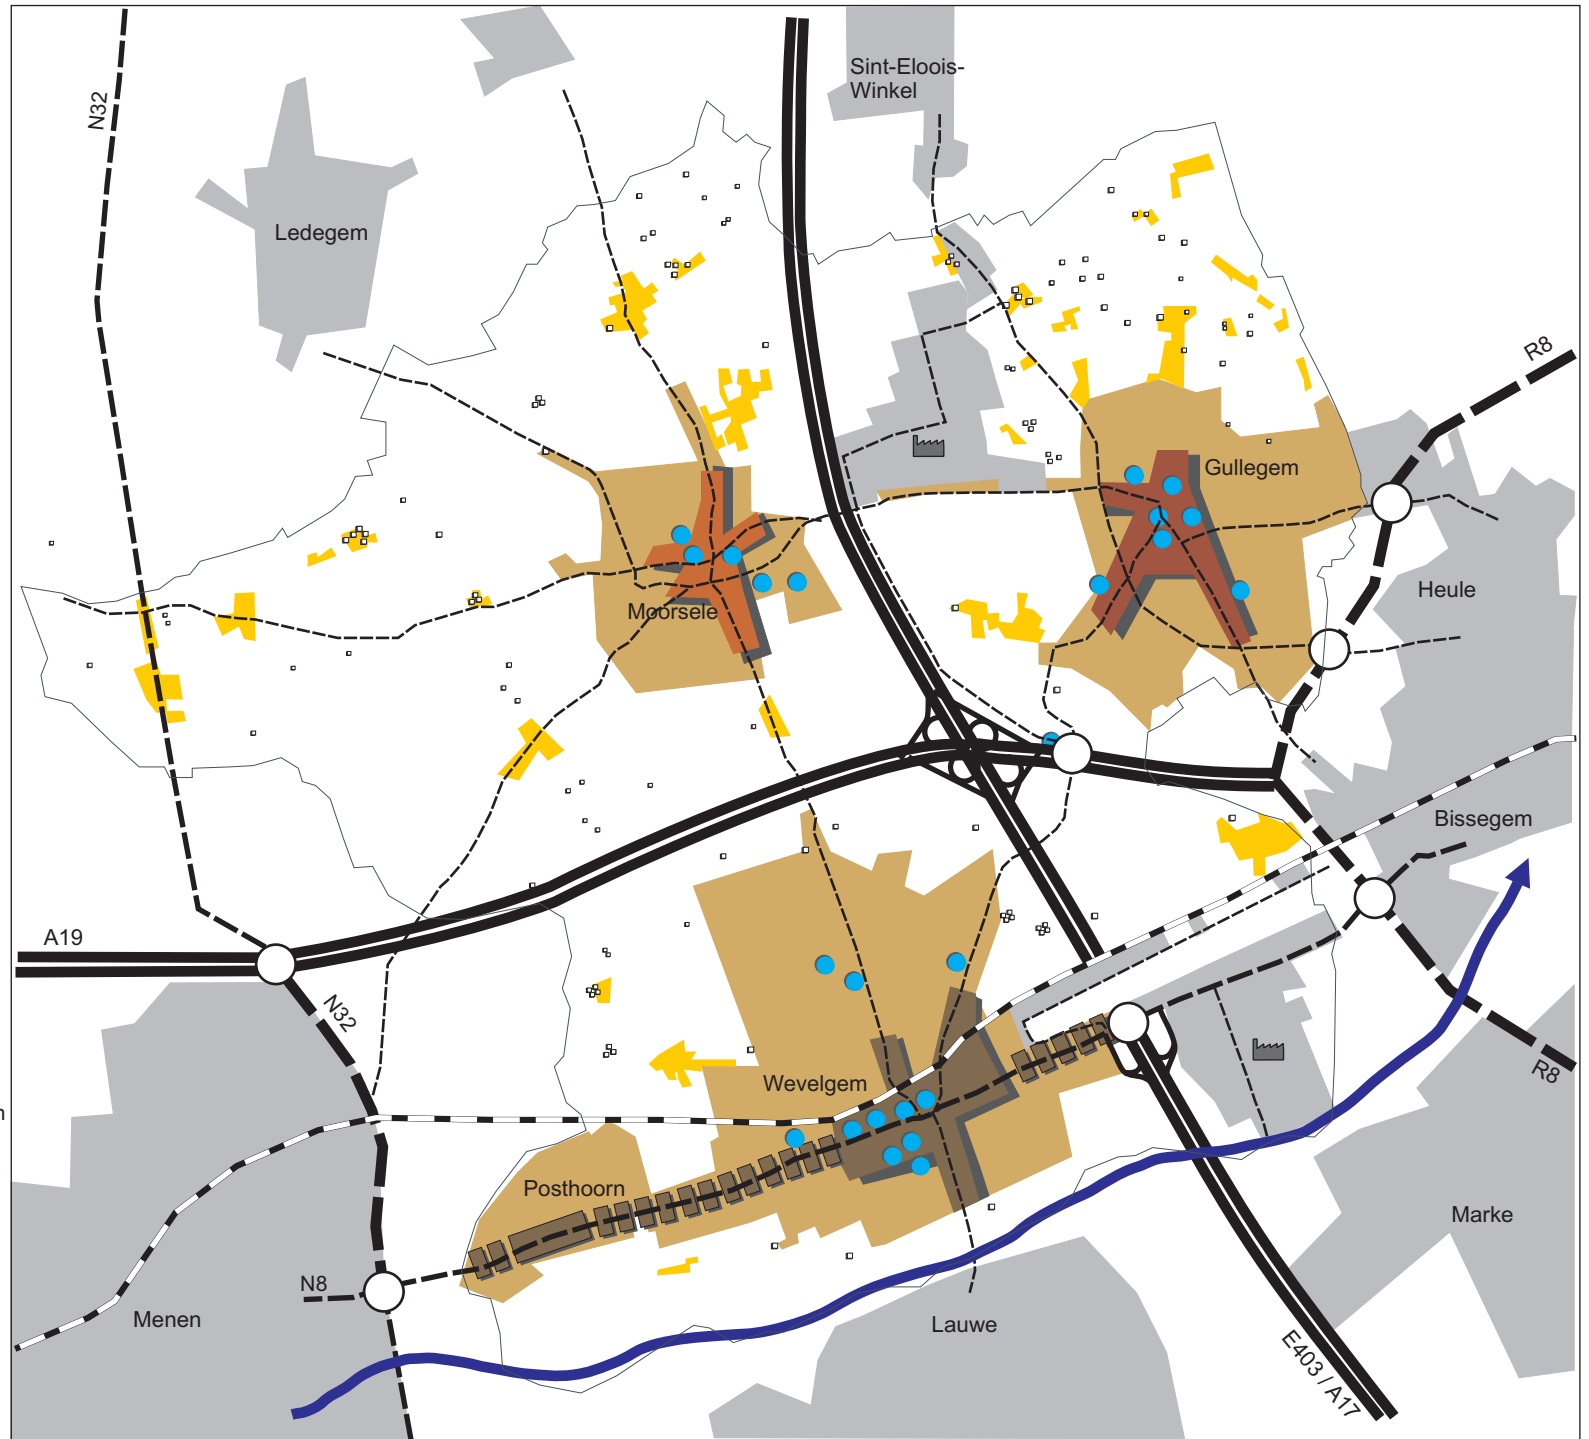 Sint-Eloois-
Winkel
N32
Ledegem
R8
Gullegem
Heule
Moorsele
Bissegem
A19
N32
R8
Wevelgem
n
Posthoorn
Marke
N8
Menen
Lauwe
E403 / A17